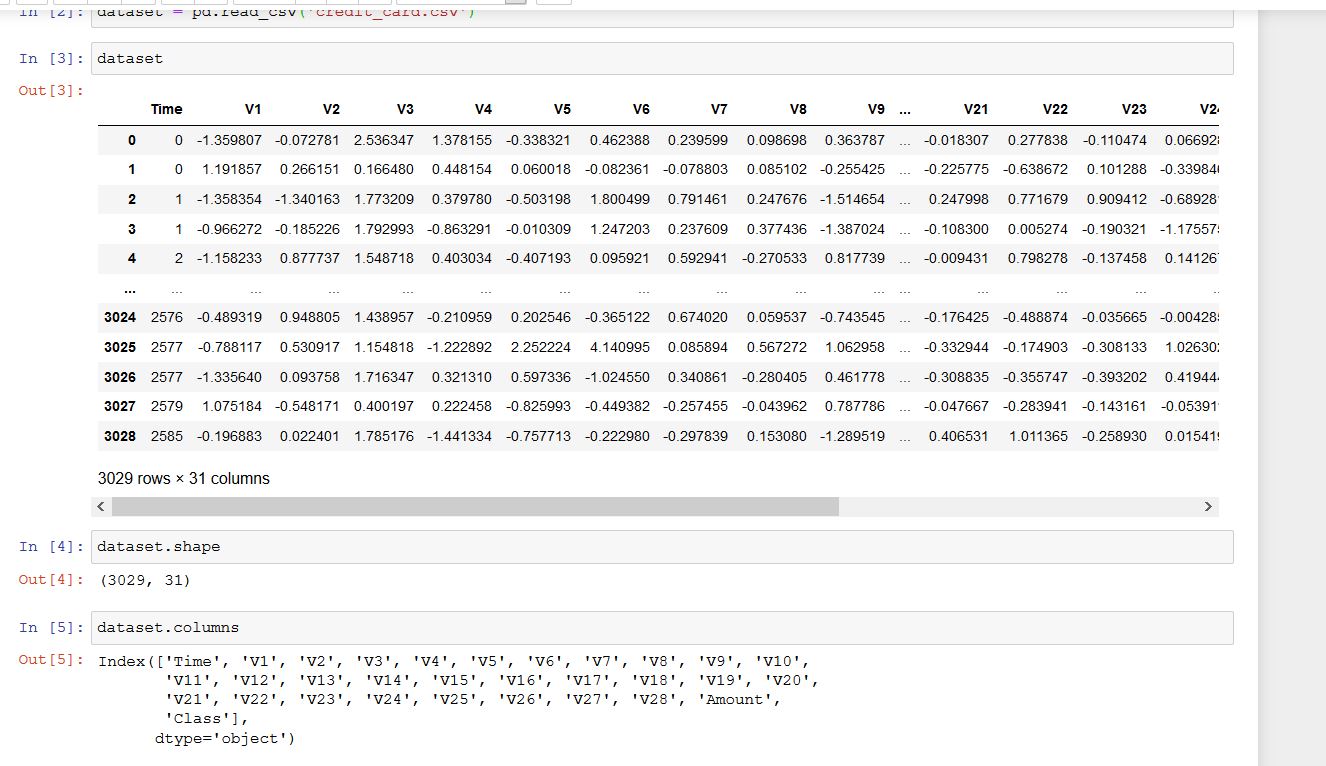 In [2]: dataset = pd.read_csv('credit_card.csv')
In [3]: dataset
Out[3]:
Time V1 V2 V3 V4 V5 V6 V7 V8 V9 ... V21 V22 V23
0 0 -1.359807 -0.072781 2.536347 1.378155 -0.338321 0.462388 0.239599 0.098698 0.363787 ... -0.018307 0.277838 -0.110474 0.06692
1 0 1.191857 0.266151 0.166480 0.448154 0.060018 -0.082361 -0.078803 0.085102 -0.255425 ... -0.225775 -0.638672 0.101288 -0.33984
2 1 -1.358354 -1.340163 1.773209 0.379780 -0.503198 1.800499 0.791461 0.247676 -1.514654 ... 0.247998 0.771679 0.909412 -0.68928
3 1 -0.966272 -0.185226 1.792993 -0.863291 -0.010309 1.247203 0.237609 0.377436 -1.387024 ... -0.108300 0.005274 -0.190321 -1.17557
4 2 -1.158233 0.877737 1.548718 0.403034 -0.407193 0.095921 0.592941 -0.270533 0.817739 ... -0.009431 0.798278 -0.137458 0.14126
... ... ... ... ... ... ... ... ... ... ... ... ... ... ... ...
3024 2576 -0.489319 0.948805 1.438957 -0.210959 0.202546 -0.365122 0.674020 0.059537 -0.743545 ... -0.176425 -0.488874 -0.035665 -0.00428
3025 2577 -0.788117 0.530917 1.154818 -1.222892 2.252224 4.140995 0.085894 0.567272 1.062958 ... -0.332944 -0.174903 -0.308133 1.02630
3026 2577 -1.335640 0.093758 1.716347 0.321310 0.597336 -1.024550 0.340861 -0.280405 0.461778 ... -0.308835 -0.355747 -0.393202 0.41944
3027 2579 1.075184 -0.548171 0.400197 0.222458 -0.825993 -0.449382 -0.257455 -0.043962 0.787786 ... -0.047667 -0.283941 -0.143161 -0.05391
3028 2585 -0.196883 0.022401 1.785176 -1.441334 -0.757713 -0.222980 -0.297839 0.153080 -1.289519 ... 0.406531 1.011365 -0.258930 0.01541
3029 rows × 31 columns
In [4]: dataset.shape
Out[4]: (3029, 31)
In [5]: dataset.columns
Out[5]: Index(['Time', 'V1', 'V2', 'V3', 'V4', 'V5', 'V6', 'V7', 'V8', 'V9', 'V10',
'V11', 'V12', 'V13', 'V14', 'V15', 'V16', 'V17', 'V18', 'V19', 'V20',
'V21', 'V22', 'V23', 'V24', 'V25', 'V26', 'V27', 'V28', 'Amount',
'Class'],
dtype='object')